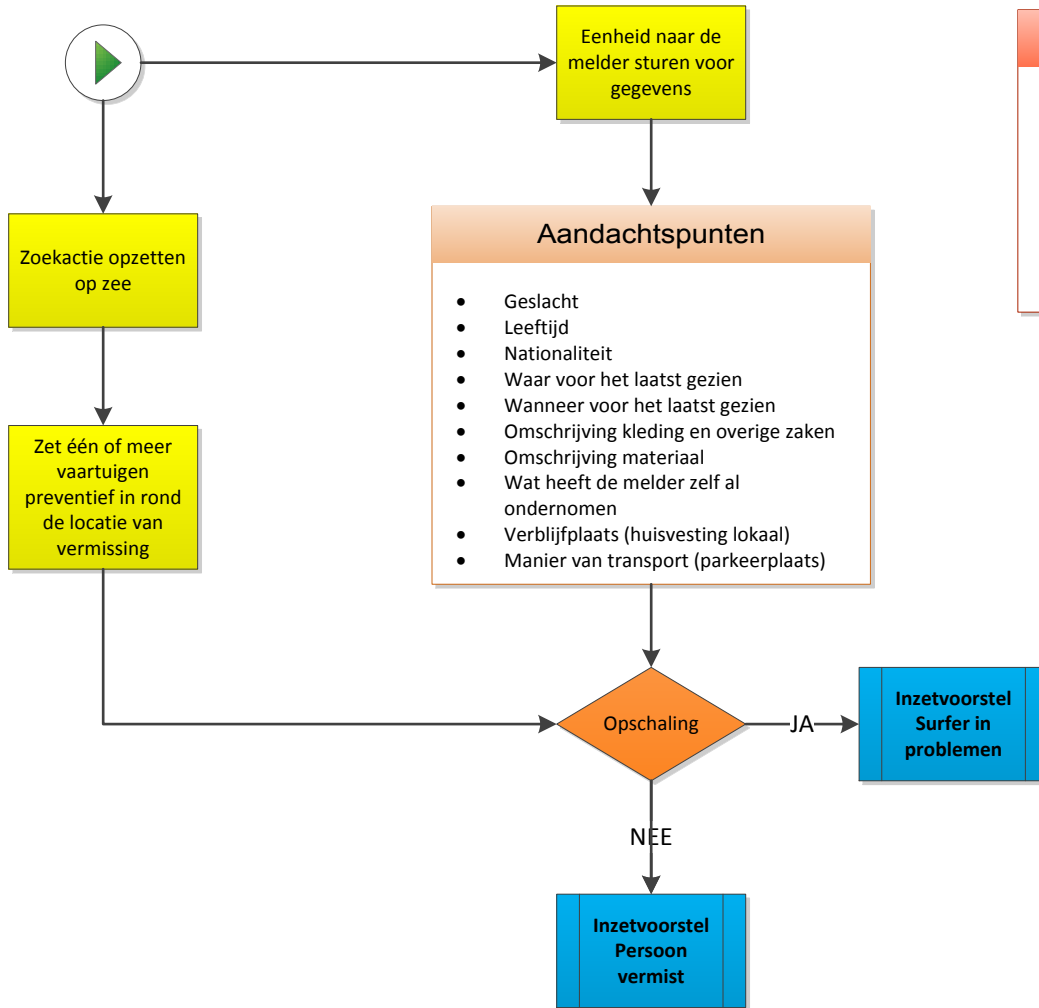 Eenheid naar de
melder sturen voor
gegevens
Zoekactie opzetten
op zee
Zet één of meer
vaartuigen
preventief in rond
de locatie van
vermissing
Aandachtspunten
• Geslacht
• Leeftijd
• Nationaliteit
• Waar voor het laatst gezien
• Wanneer voor het laatst gezien
• Omschrijving kleding en overige zaken
• Omschrijving materiaal
• Wat heeft de melder zelf al
ondernomen
• Verblijfplaats (huisvesting lokaal)
• Manier van transport (parkeerplaats)
Opschaling
JA
Inzetvoorstel
Surfer in
problemen
NEE
Inzetvoorstel
Persoon
vermist